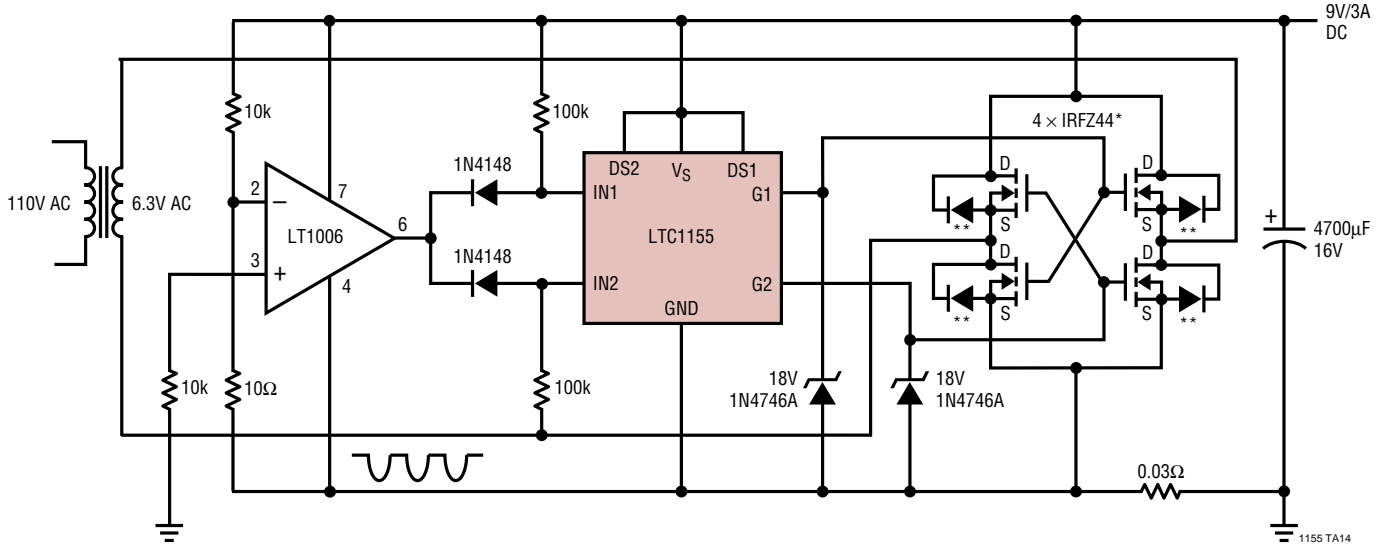 9V/3A
DC
10k
100k
4 × IRFZ44*
110V AC
6.3V AC
1N4148
DS2
VS
DS1
D
D
2
−
7
IN1
G1
S
**
S
**
+
4700μF
16V
LT1006
6
LTC1155
3
+
1N4148
4
IN2
G2
GND
D
D
S
**
S
**
10k
10Ω
100k
18V
1N4746A
18V
1N4746A
0.03Ω
1155 TA14